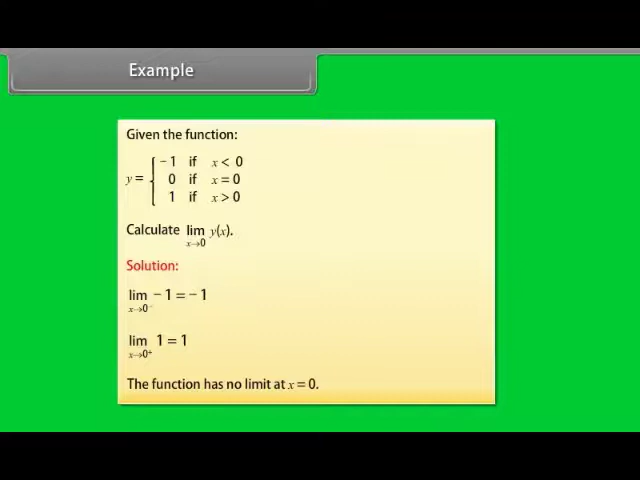 Example
Given the function:
y = { −1 if x < 0
0 if x = 0
1 if x > 0
Calculate lim x→0 y(x).
Solution:
lim x→0⁻ −1 = −1
lim x→0⁺ 1 = 1
The function has no limit at x = 0.